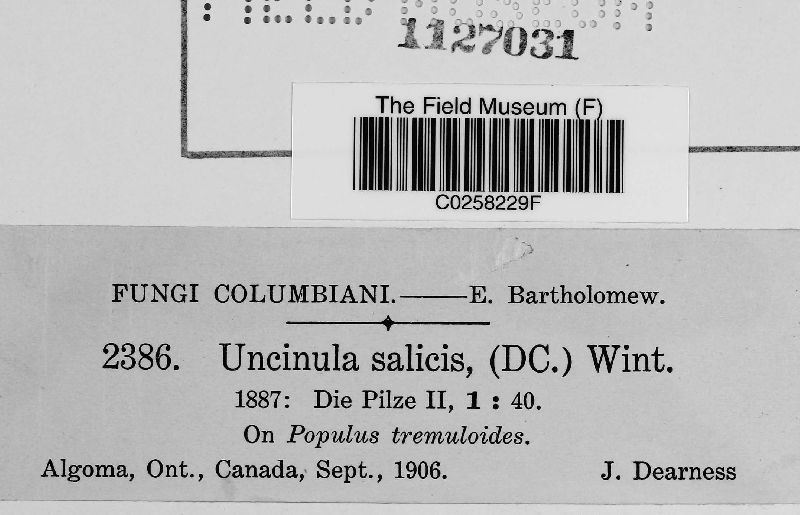 1127031
The Field Museum (F)
C0258229F
FUNGI COLUMBIANI.——E. Bartholomew.
2386. Uncinula salicis, (DC.) Wint.
1887: Die Pilze II, 1 : 40.
On Populus tremuloides.
Algoma, Ont., Canada, Sept., 1906. J. Dearness